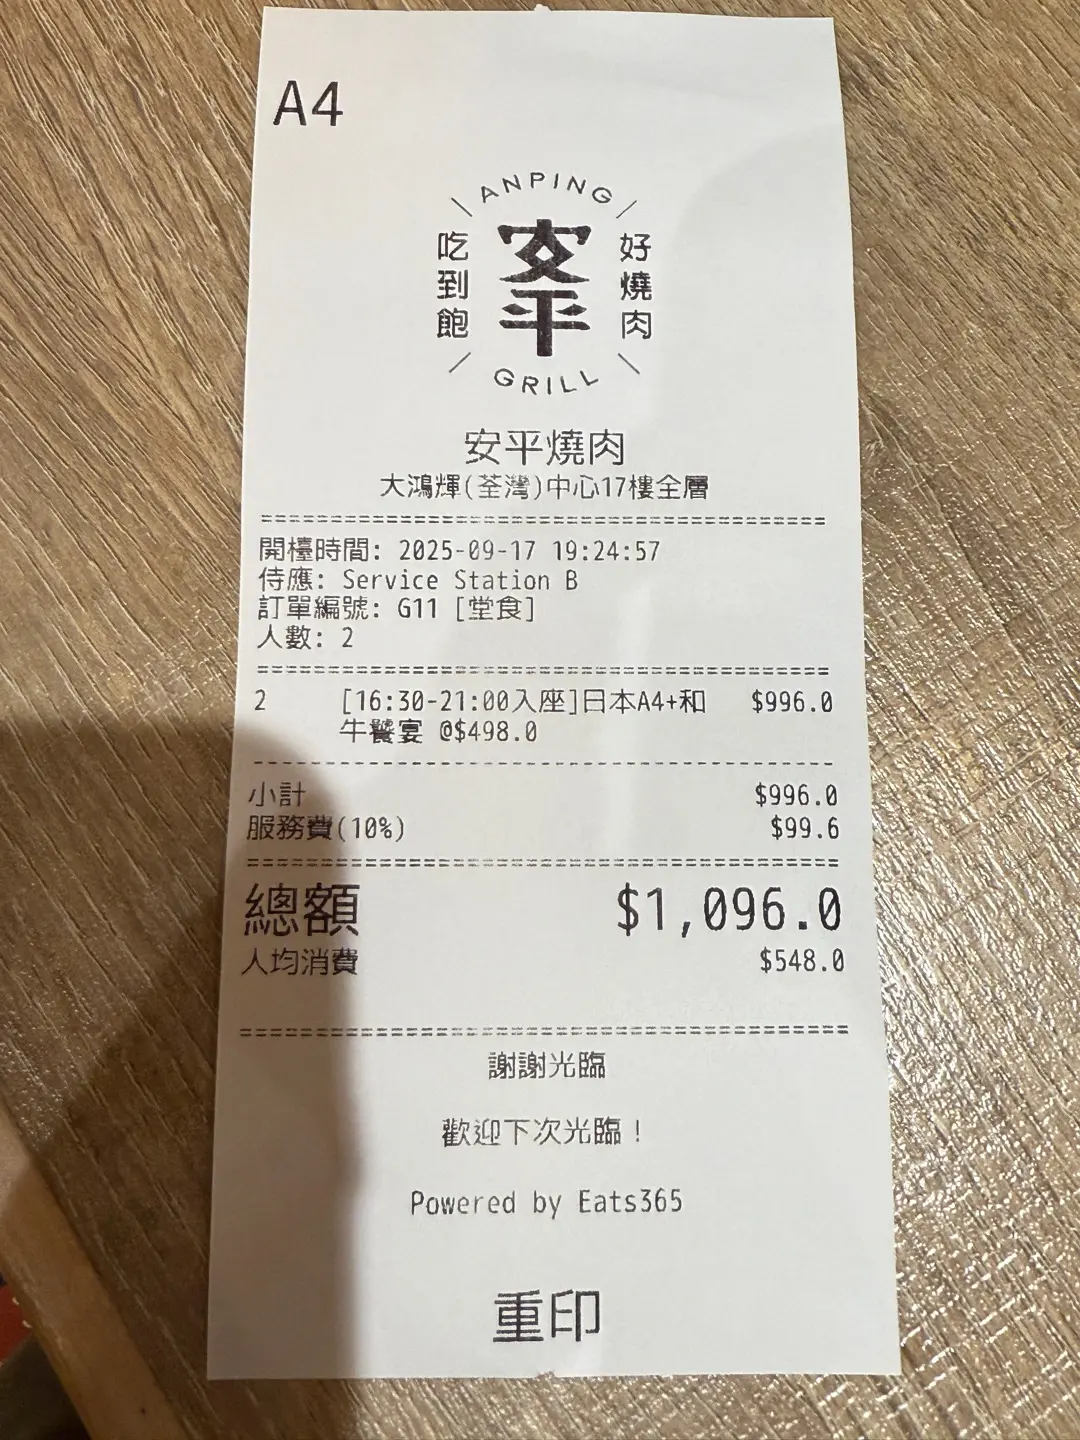 A4
ANPING
吃到飽
安平
好燒肉
GRILL
安平燒肉
大鴻輝(荃灣)中心17樓全層
開檯時間: 2025-09-17 19:24:57
侍應: Service Station B
訂單編號: G11 [堂食]
人數: 2
2 [16:30-21:00入座]日本A4+和 $996.0
牛饗宴 @$498.0
小計 $996.0
服務費(10%) $99.6
總額 $1,096.0
人均消費 $548.0
謝謝光臨
歡迎下次光臨！
Powered by Eats365
重印